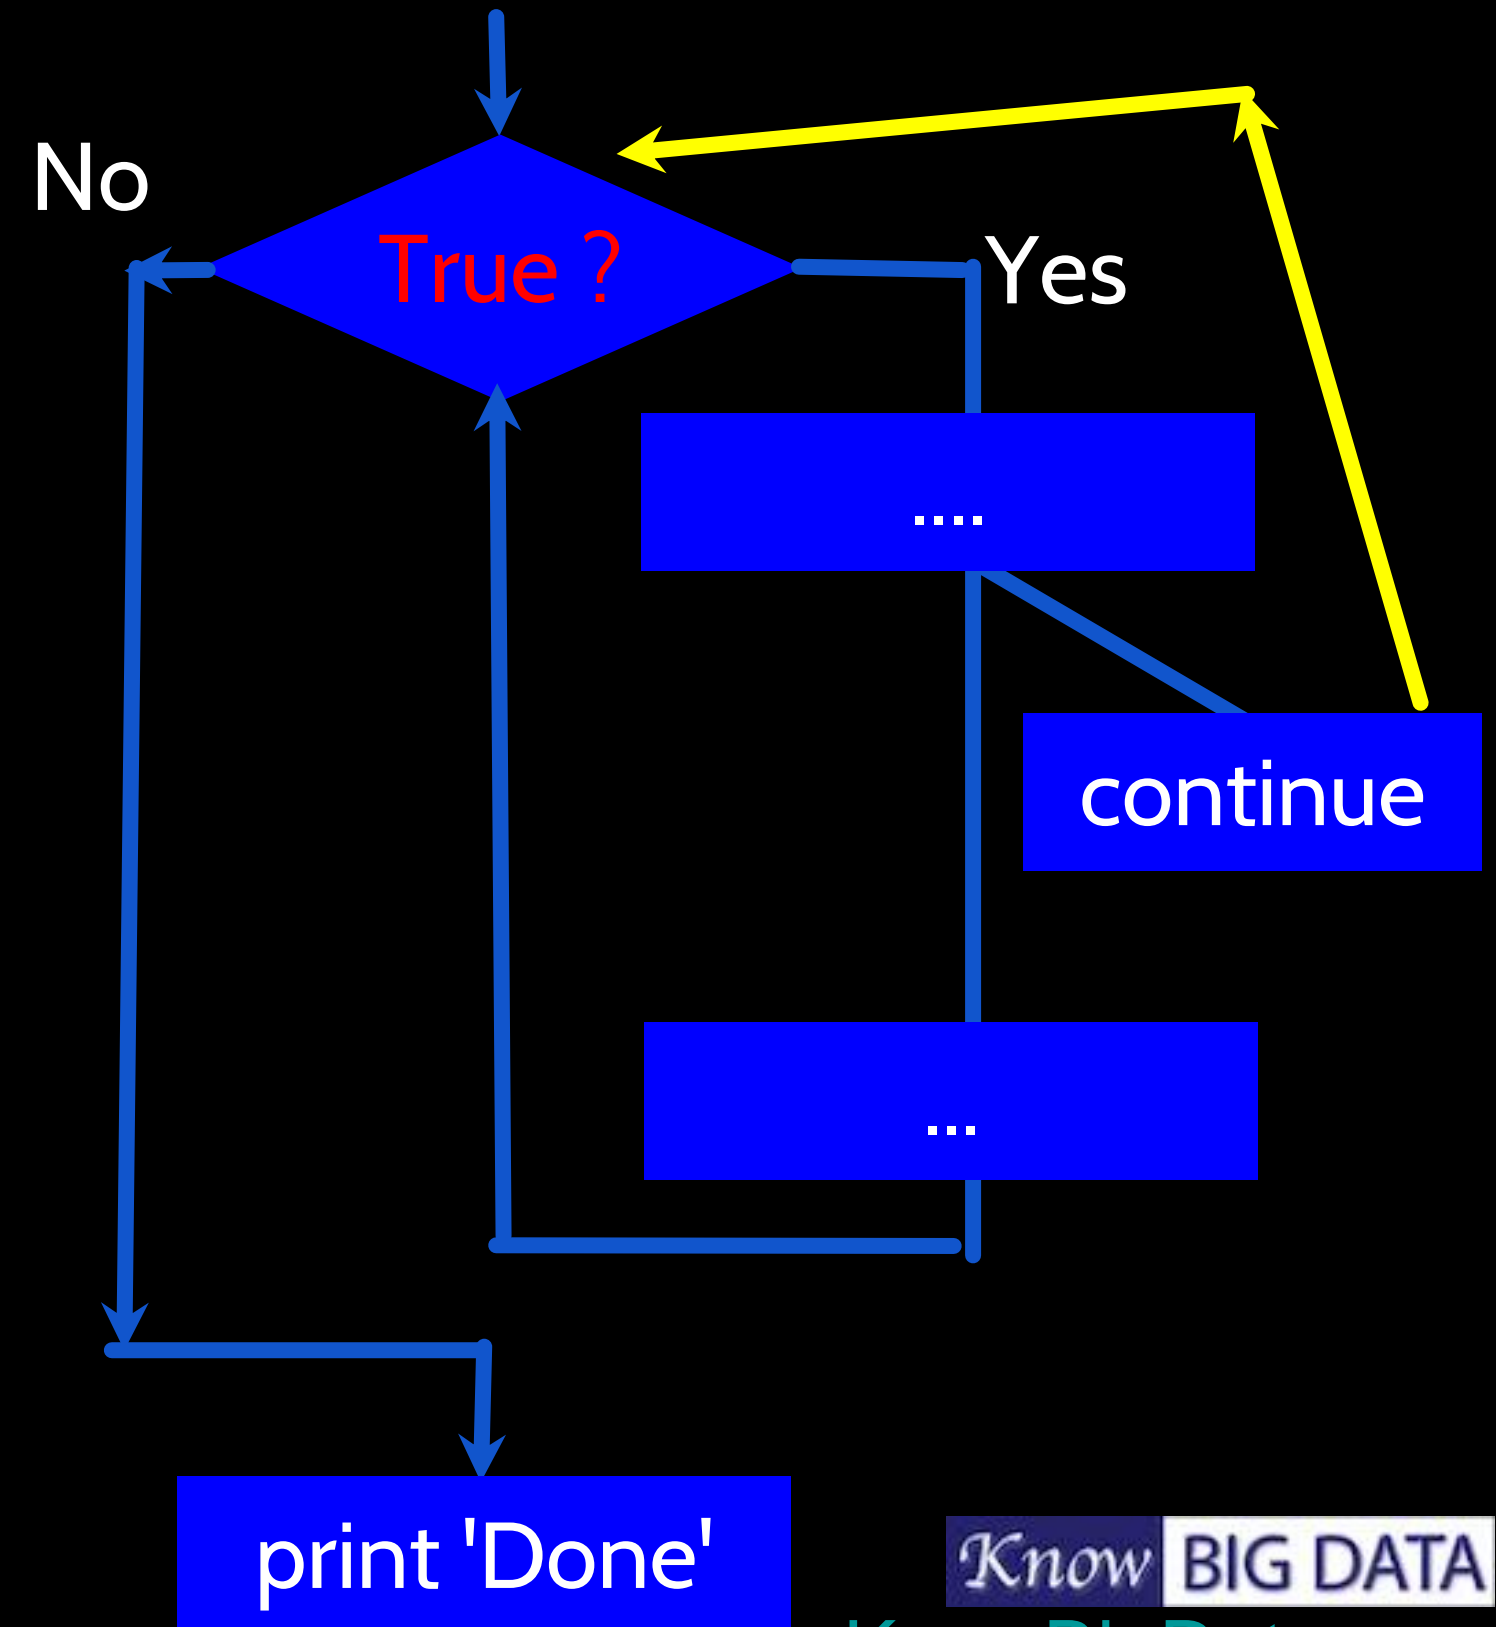 No
True ?
Yes
....
continue
...
print 'Done'
Know BIG DATA